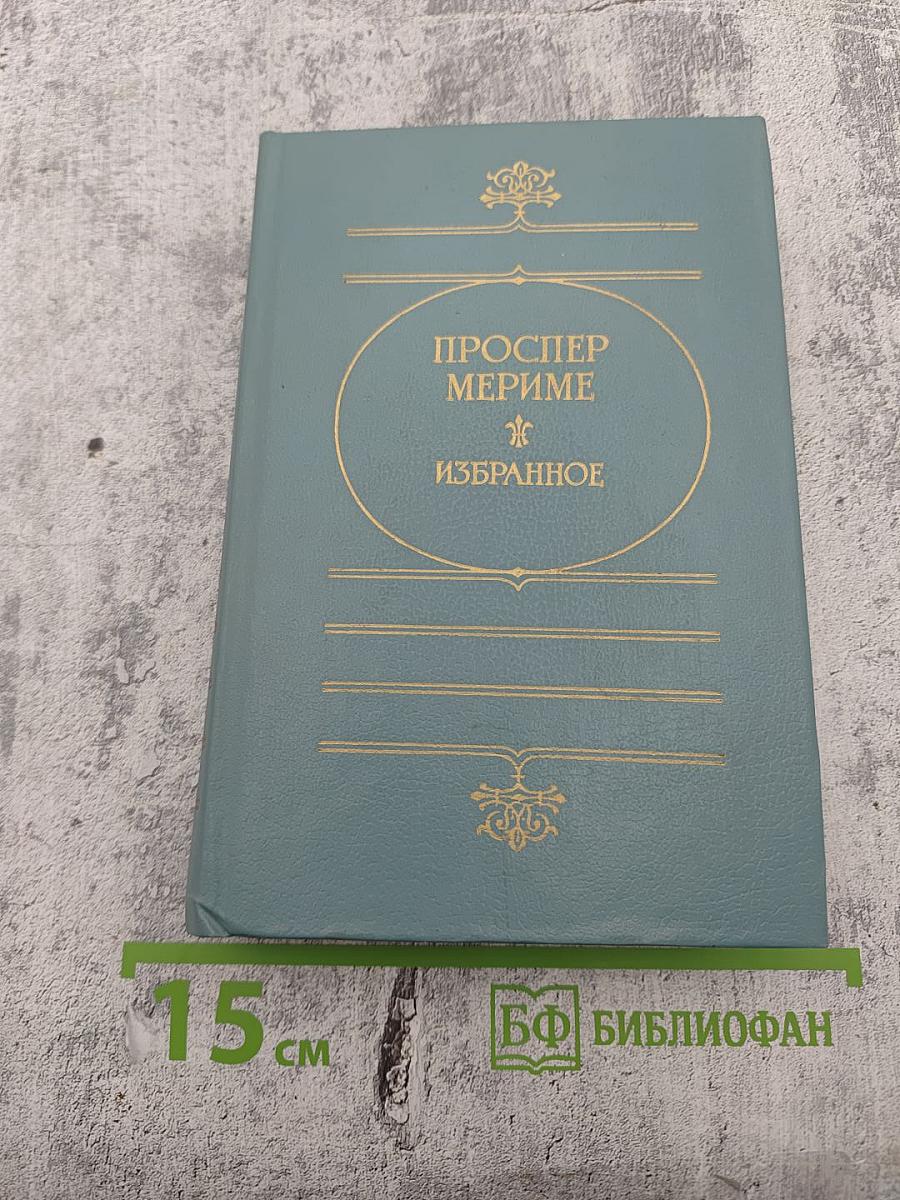 ПРОСПЕР
МЕРИМЕ
ИЗБРАННОЕ
15 см
БФ БИБЛИОФАН